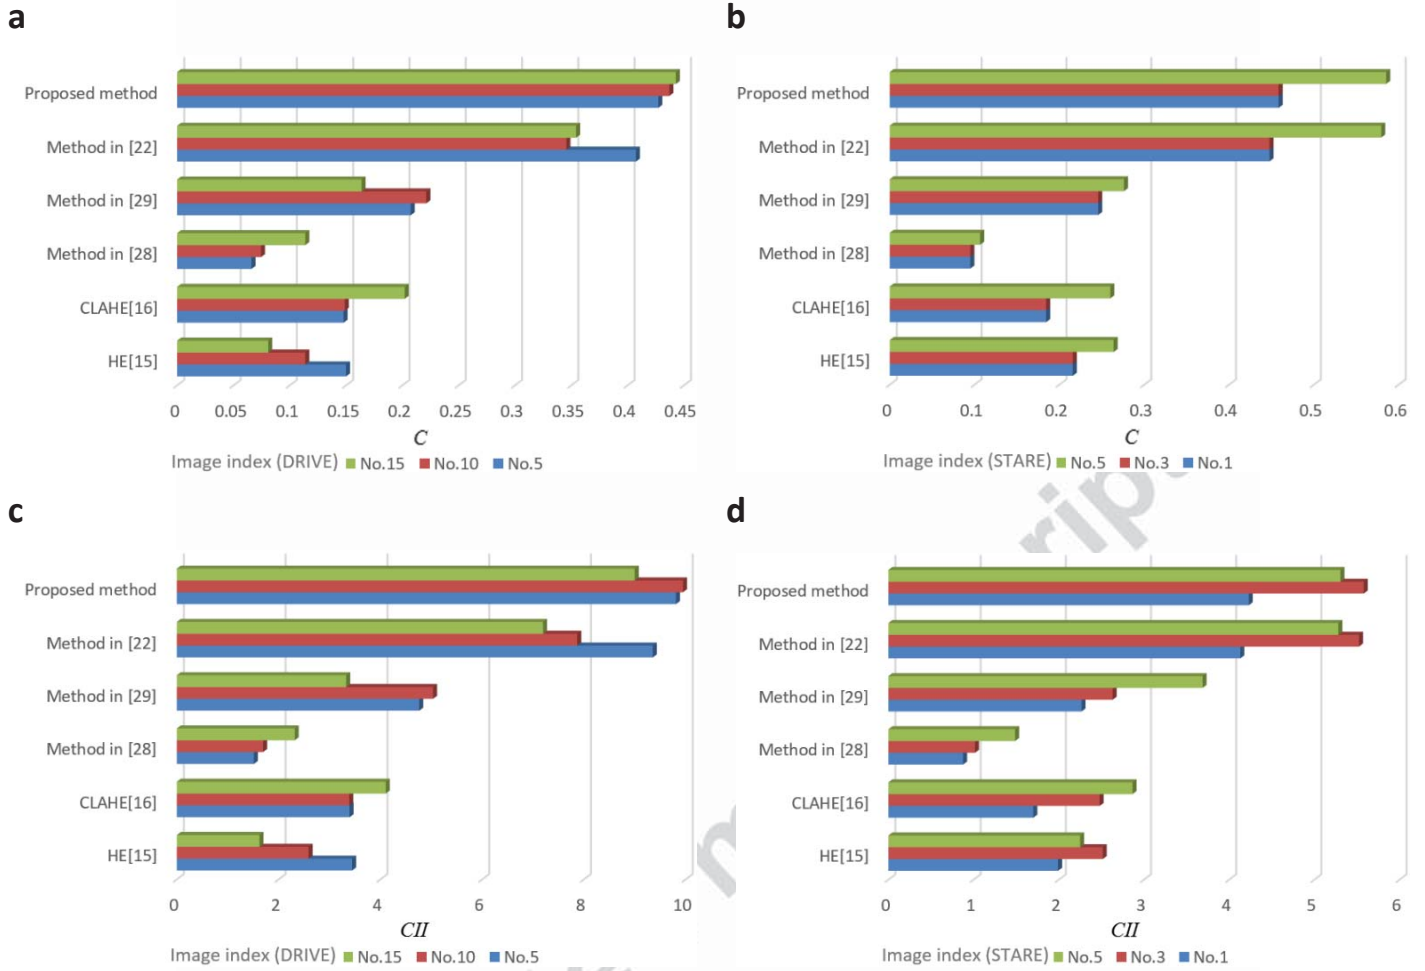 a
Proposed method
Method in [22]
Method in [29]
Method in [28]
CLAHE[16]
HE[15]
0 0.05 0.1 0.15 0.2 0.25 0.3 0.35 0.4 0.45
C
Image index (DRIVE) No.15 No.10 No.5
b
Proposed method
Method in [22]
Method in [29]
Method in [28]
CLAHE[16]
HE[15]
0 0.1 0.2 0.3 0.4 0.5 0.6
C
Image index (STARE) No.5 No.3 No.1
c
Proposed method
Method in [22]
Method in [29]
Method in [28]
CLAHE[16]
HE[15]
0 2 4 6 8 10
CII
Image index (DRIVE) No.15 No.10 No.5
d
Proposed method
Method in [22]
Method in [29]
Method in [28]
CLAHE[16]
HE[15]
0 1 2 3 4 5 6
CII
Image index (STARE) No.5 No.3 No.1